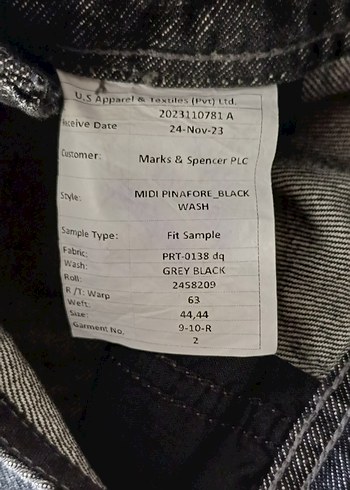 U.S Apparel & Textiles (Pvt) Ltd.
2023110781 A
eceive Date 24-Nov-23
Customer: Marks & Spencer PLC
Style: MIDI PINAFORE_BLACK
WASH
Sample Type: Fit Sample
Fabric: PRT-0138 dq
Wash: GREY BLACK
Roll: 2458209
R /T: Warp 63
Weft: 44,44
Size: 9-10-R
Garment No. 2